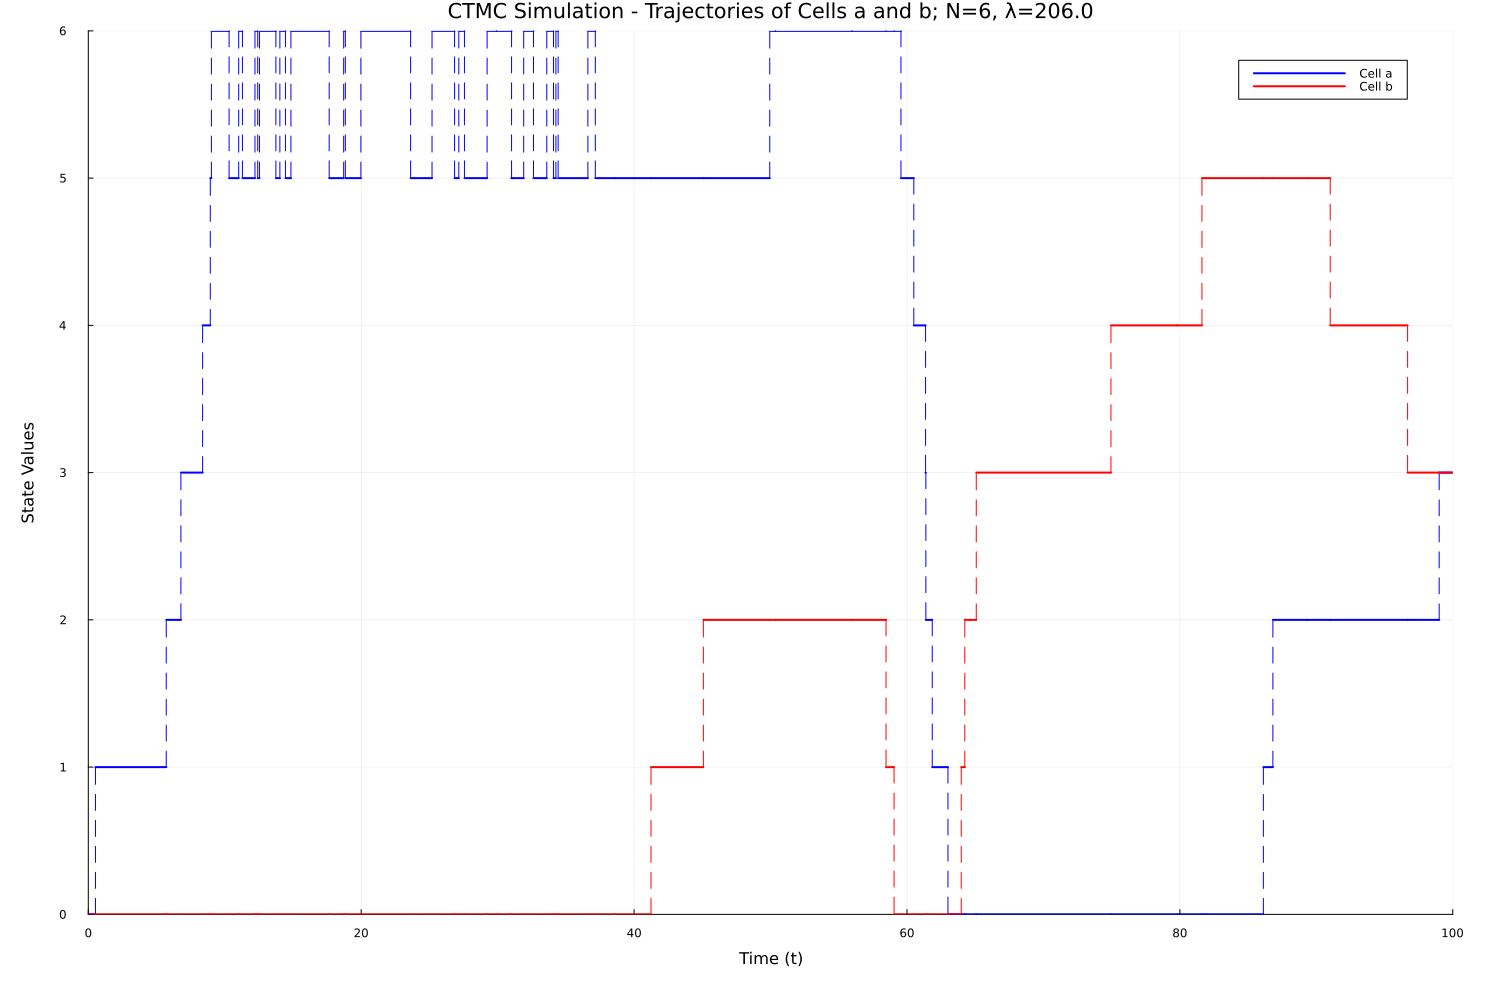 CTMC Simulation - Trajectories of Cells a and b; N=6, λ=206.0
6
5
4
3
2
1
0
State Values
Cell a
Cell b
0 20 40 60 80 100
Time (t)